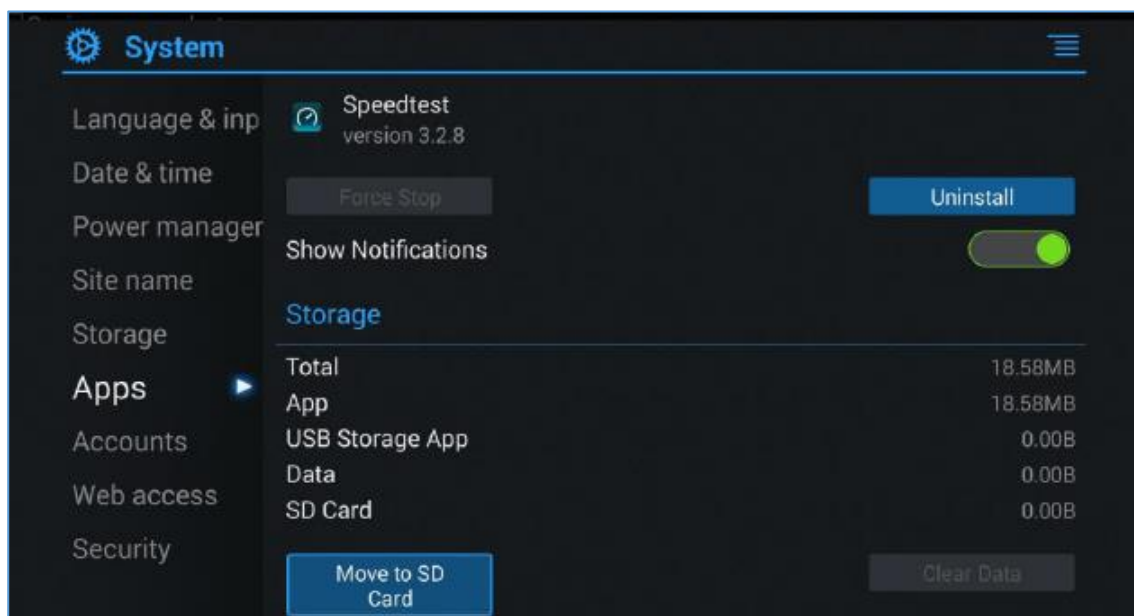 System
Language & inp
Date & time
Power manager
Site name
Storage
Apps
Accounts
Web access
Security
Speedtest
version 3.2.8
Force Stop
Uninstall
Show Notifications
Storage
Total 18.58MB
App 18.58MB
USB Storage App 0.00B
Data 0.00B
SD Card 0.00B
Move to SD
Card
Clear Data